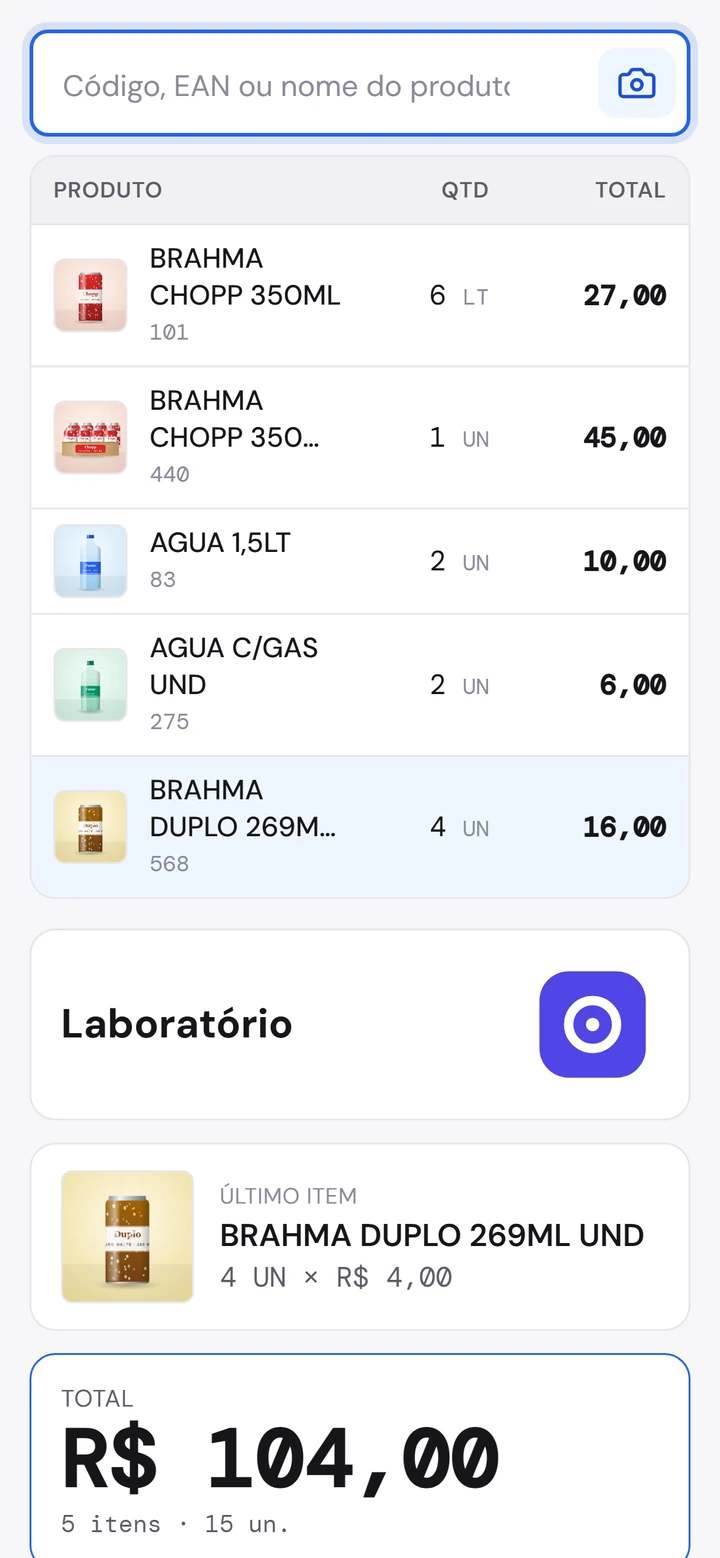 Código, EAN ou nome do produto
PRODUTO QTD TOTAL
BRAHMA
CHOPP 350ML
101
6 LT 27,00
BRAHMA
CHOPP 350...
440
1 UN 45,00
AGUA 1,5LT
83
2 UN 10,00
AGUA C/GAS
UND
275
2 UN 6,00
BRAHMA
DUPLO 269M...
568
4 UN 16,00
Laboratório
Duplo
ÚLTIMO ITEM
BRAHMA DUPLO 269ML UND
4 UN × R$ 4,00
TOTAL
R$ 104,00
5 itens · 15 un.